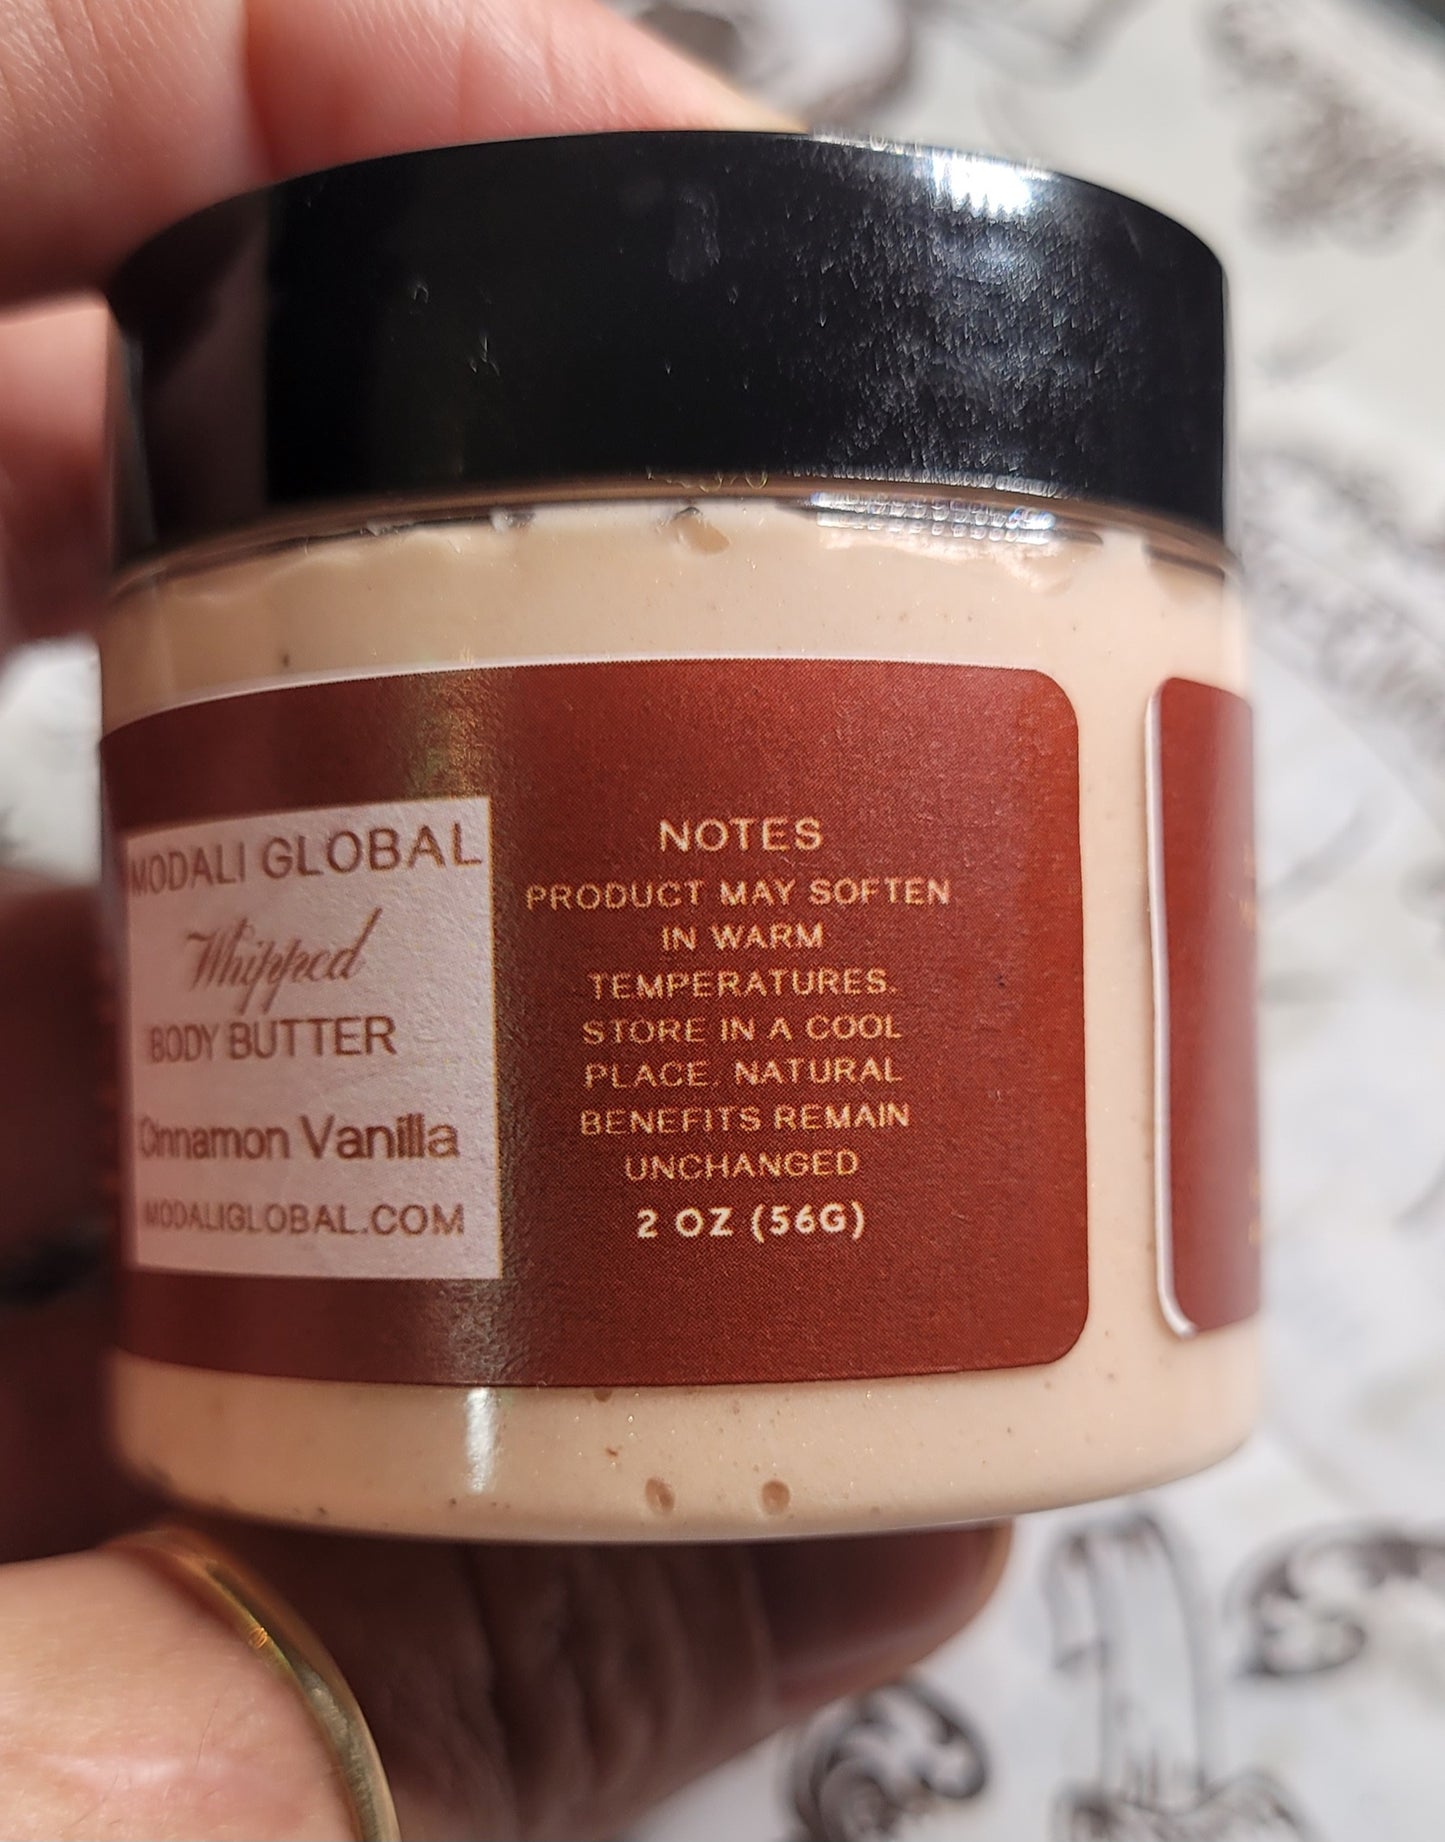 MODALI GLOBAL
Whipped
BODY BUTTER
Cinnamon Vanilla
MODALIGLOBAL.COM
NOTES
PRODUCT MAY SOFTEN
IN WARM
TEMPERATURES.
STORE IN A COOL
PLACE, NATURAL
BENEFITS REMAIN
UNCHANGED
2 OZ (56G)